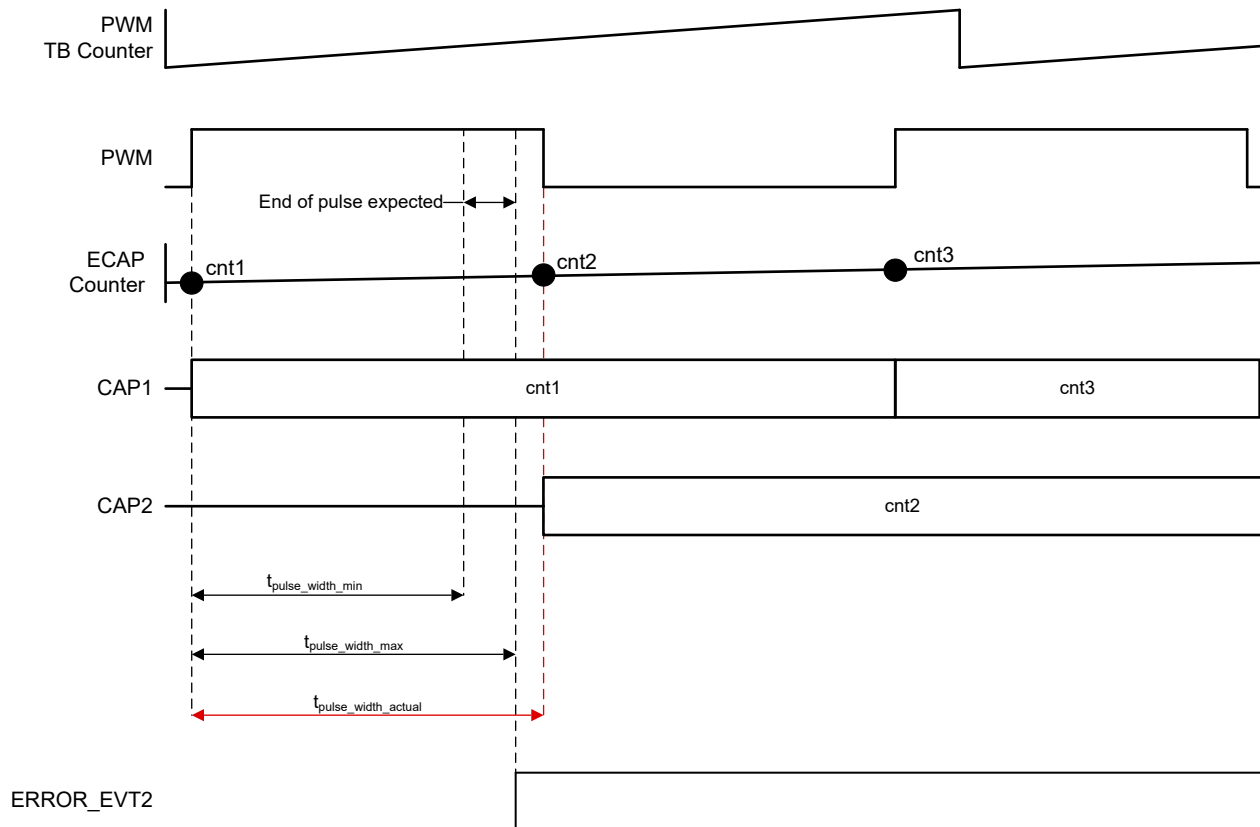 PWM
TB Counter
PWM
End of pulse expected
ECAP
Counter
cnt1
cnt2
cnt3
CAP1
cnt1
cnt3
CAP2
cnt2
tpulse_width_min
tpulse_width_max
tpulse_width_actual
ERROR_EVT2